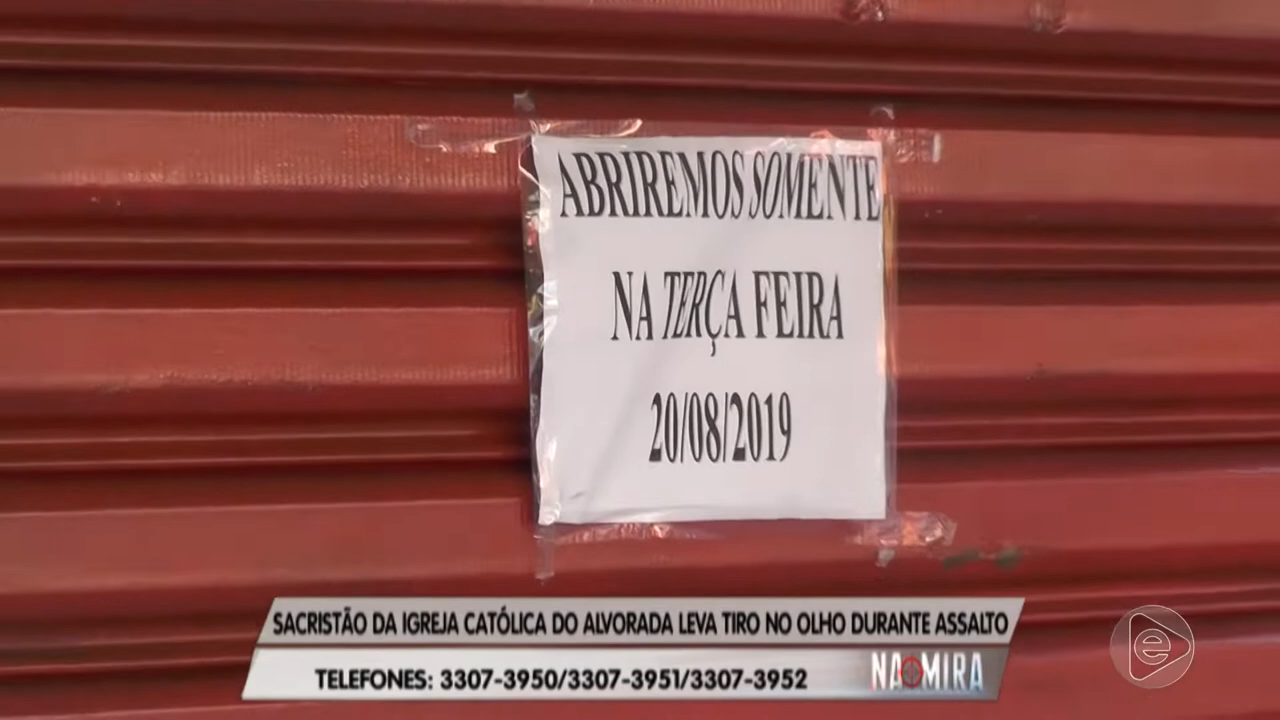 ABRIREMOS SOMENTE
NA TERÇA FEIRA
20/08/2019
SACRISTÃO DA IGREJA CATÓLICA DO ALVORADA LEVA TIRO NO OLHO DURANTE ASSALTO
TELEFONES: 3307-3950/3307-3951/3307-3952
NA MIRA
e